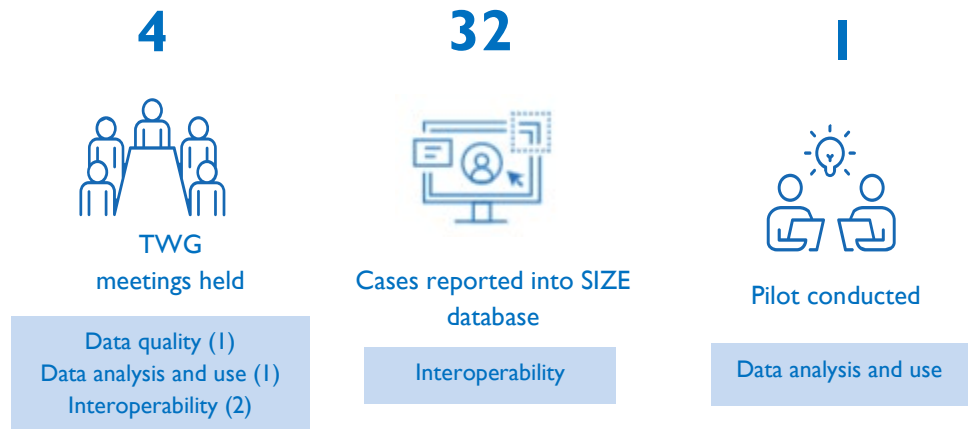 4
TWG
meetings held
Data quality (1)
Data analysis and use (1)
Interoperability (2)
32
Cases reported into SIZE
database
Interoperability
1
Pilot conducted
Data analysis and use